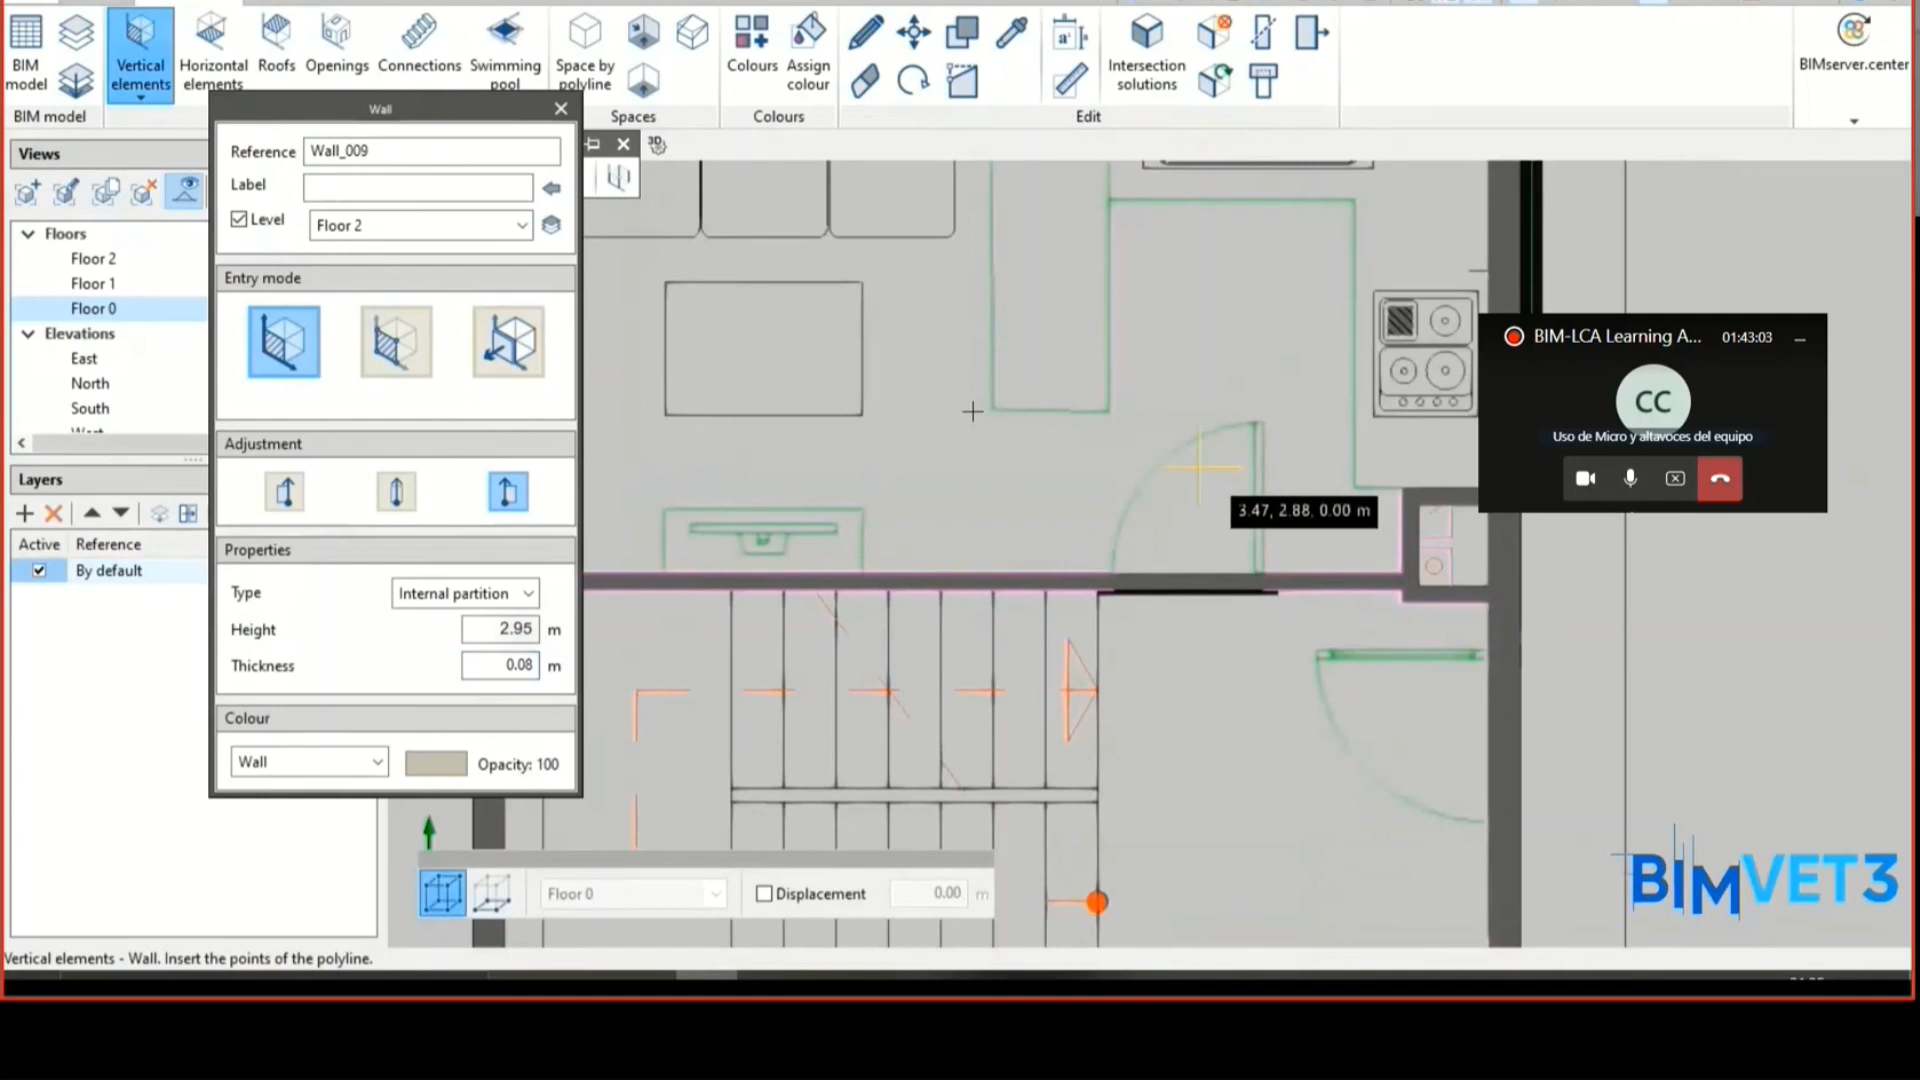 BIM
model
Vertical
elements
Horizontal
elements
Roofs
Openings
Connections
Swimming
pool
Space by
polyline
Colours
Assign
colour
a
Intersection
solutions
BIMserver.center
BIM model
Spaces
Colours
Edit
Views
Floors
Floor 2
Floor 1
Floor 0
Elevations
East
North
South
West
Layers
Active Reference
By default
Wall
Reference Wall_009
Label
Level Floor 2
Entry mode
Adjustment
Properties
Type Internal partition
Height 2.95 m
Thickness 0.08 m
Colour
Wall Opacity: 100
3D
3.47, 2.88, 0.00 m
BIM-LCA Learning A... 01:43:03
CC
Uso de Micro y altavoces del equipo
Floor 0 Displacement 0.00 m
BIMVET3
Vertical elements - Wall. Insert the points of the polyline.